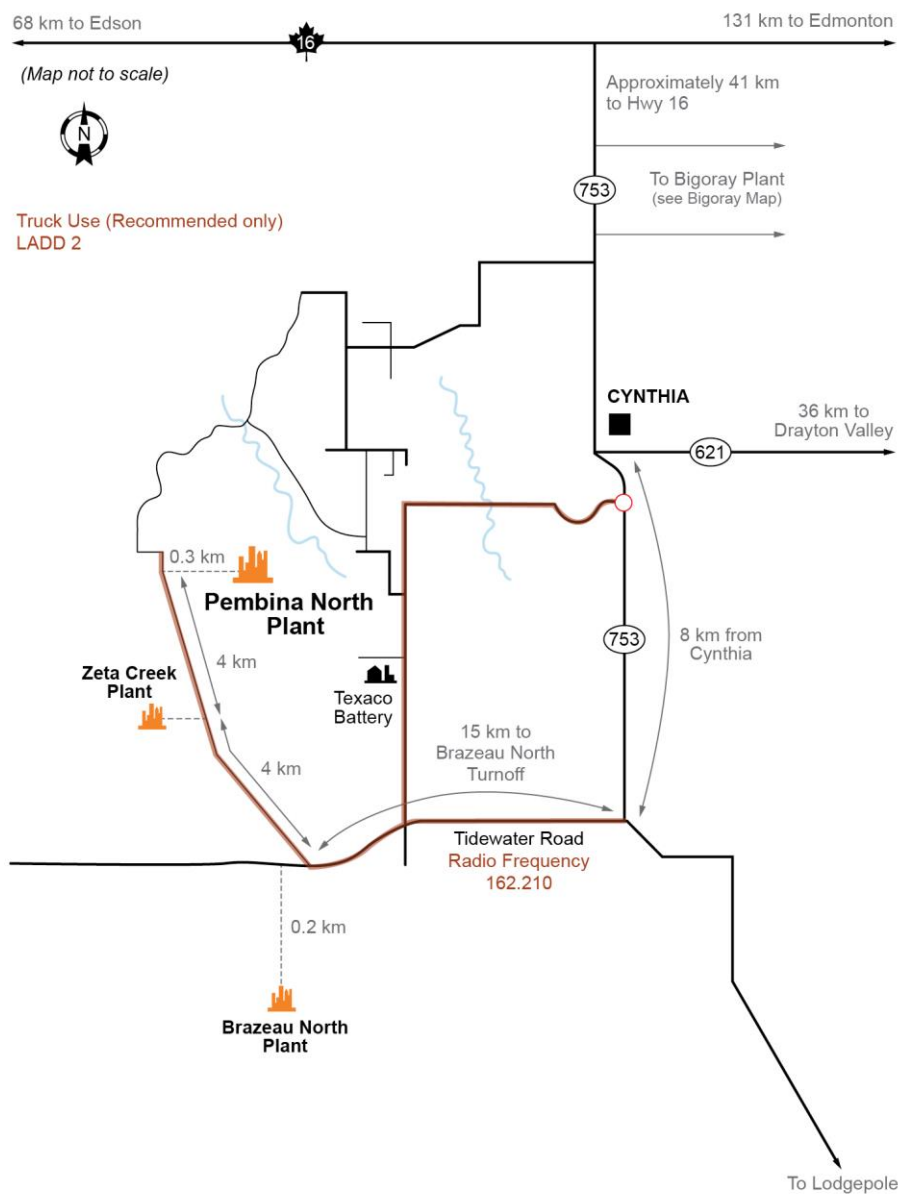 68 km to Edson
131 km to Edmonton
16
(Map not to scale)
N
Approximately 41 km
to Hwy 16
753
To Bigoray Plant
(see Bigoray Map)
Truck Use (Recommended only)
LADD 2
CYNTHIA
36 km to
Drayton Valley
621
0.3 km
Pembina North
Plant
4 km
753
8 km from
Cynthia
Zeta Creek
Plant
Texaco
Battery
4 km
15 km to
Brazeau North
Turnoff
Tidewater Road
Radio Frequency
162.210
0.2 km
Brazeau North
Plant
To Lodgepole